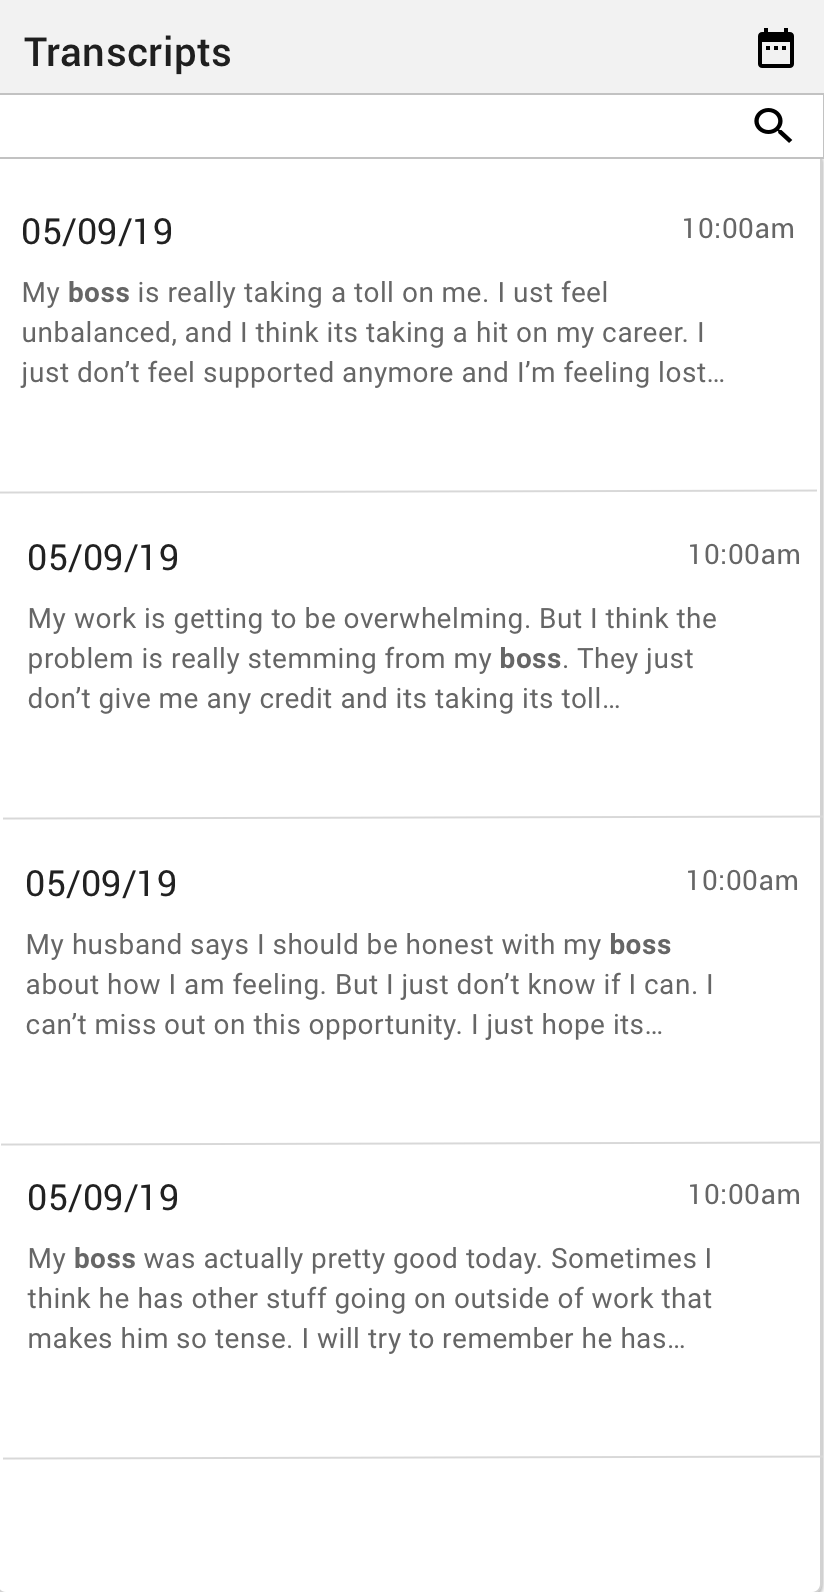 Transcripts
05/09/19 10:00am
My boss is really taking a toll on me. I ust feel
unbalanced, and I think its taking a hit on my career. I
just don’t feel supported anymore and I’m feeling lost…
05/09/19 10:00am
My work is getting to be overwhelming. But I think the
problem is really stemming from my boss. They just
don’t give me any credit and its taking its toll…
05/09/19 10:00am
My husband says I should be honest with my boss
about how I am feeling. But I just don’t know if I can. I
can’t miss out on this opportunity. I just hope its…
05/09/19 10:00am
My boss was actually pretty good today. Sometimes I
think he has other stuff going on outside of work that
makes him so tense. I will try to remember he has…